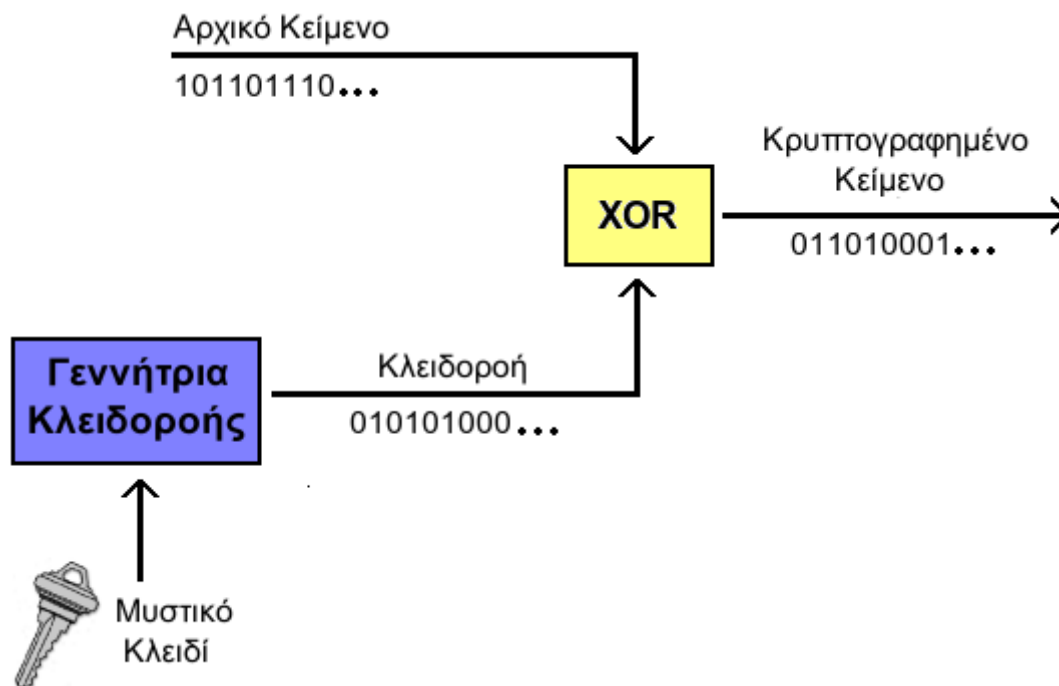 Αρχικό Κείμενο
101101110...
Κρυπτογραφημένο
Κείμενο
XOR
011010001...
Γεννήτρια
Κλειδοροής
Κλειδοροή
010101000...
Μυστικό
Κλειδί